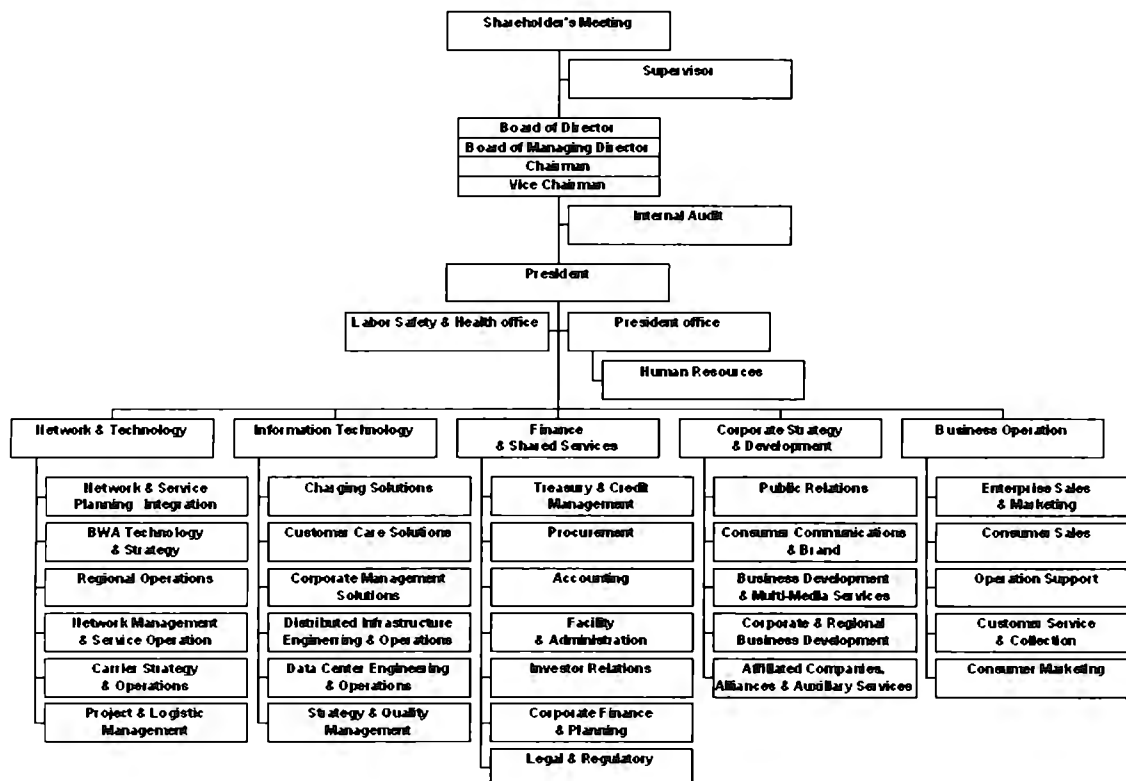 Shareholder's Meeting
Supervisor
Board of Director
Board of Managing Director
Chairman
Vice Chairman
Internal Audit
President
Labor Safety & Health office
President office
Human Resources
Network & Technology
Information Technology
Finance
& Shared Services
Corporate Strategy
& Development
Business Operation
Network & Service
Planning Integration
BWA Technology
& Strategy
Regional Operations
Network Management
& Service Operation
Carrier Strategy
& Operations
Project & Logistic
Management
Charging Solutions
Customer Care Solutions
Corporate Management
Solutions
Distributed Infrastructure
Enginerring & Operations
Data Center Engineering
& Operations
Strategy & Quality
Management
Treasury & Credit
Management
Procurement
Accounting
Facility
& Administration
Investor Relations
Corporate Finance
& Planning
Legal & Regulatory
Public Relations
Consumer Communications
& Brand
Business Development
& Multi-Media Services
Corporate & Regional
Business Development
Affiliated Companies,
Alliances & Auxiliary Services
Enterprise Sales
& Marketing
Consumer Sales
Operation Support
Customer Service
& Collection
Consumer Marketing